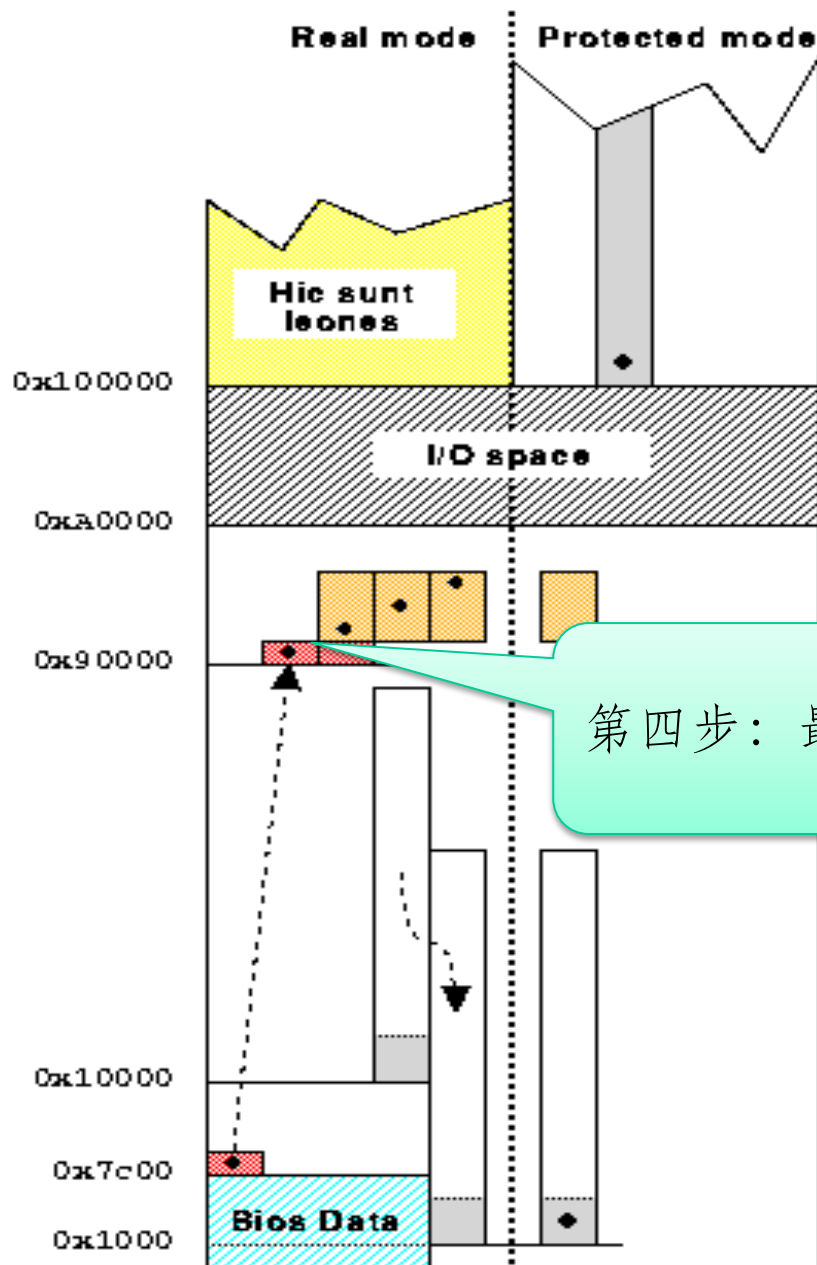 Real mode
Protected mode
Hic sunt
leones
0x100000
I/O space
0xA0000
0x90000
第四步：最
0x10000
0x7c00
Bios Data
0x1000